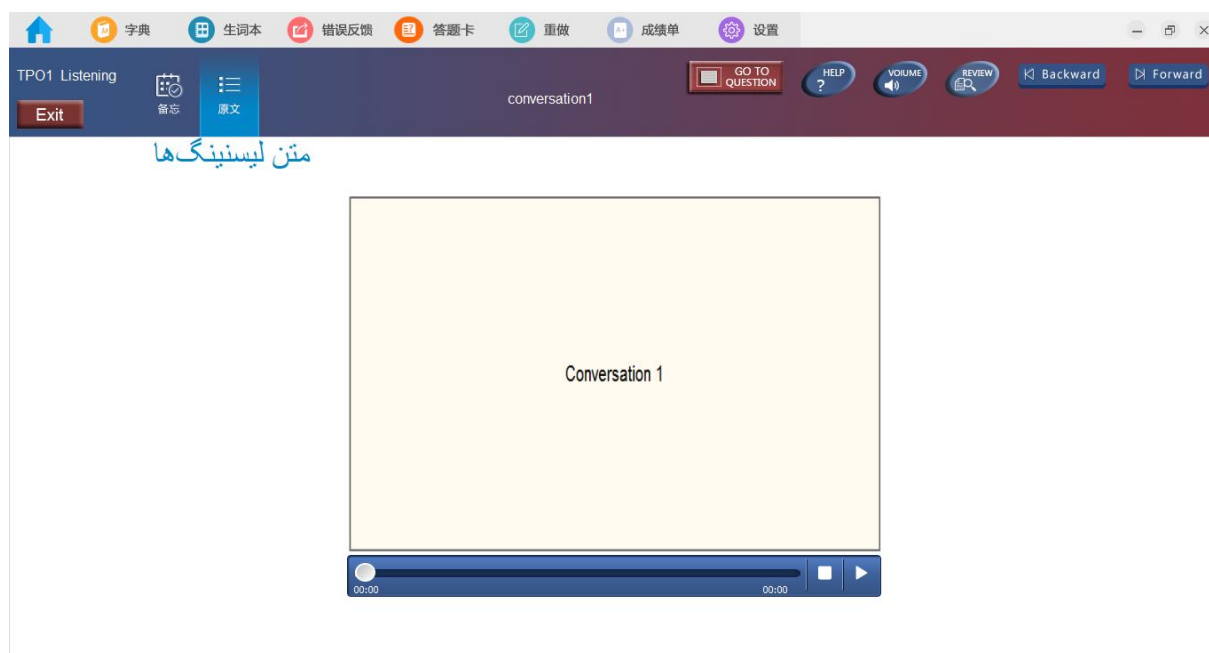 字典 生词本 错误反馈 答题卡 重做 A+ 成绩单 设置
TPO1 Listening
Exit
备忘
原文
conversation1
GO TO
QUESTION
HELP
?
VOIUME
REVIEW
Backward
Forward
متن لیسنینگ‌ها
Conversation 1
00:00 00:00